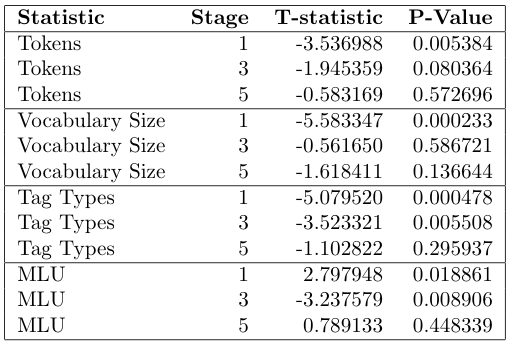 Statistic Stage T-statistic P-Value
Tokens 1 -3.536988 0.005384
Tokens 3 -1.945359 0.080364
Tokens 5 -0.583169 0.572696
Vocabulary Size 1 -5.583347 0.000233
Vocabulary Size 3 -0.561650 0.586721
Vocabulary Size 5 -1.618411 0.136644
Tag Types 1 -5.079520 0.000478
Tag Types 3 -3.523321 0.005508
Tag Types 5 -1.102822 0.295937
MLU 1 2.797948 0.018861
MLU 3 -3.237579 0.008906
MLU 5 0.789133 0.448339